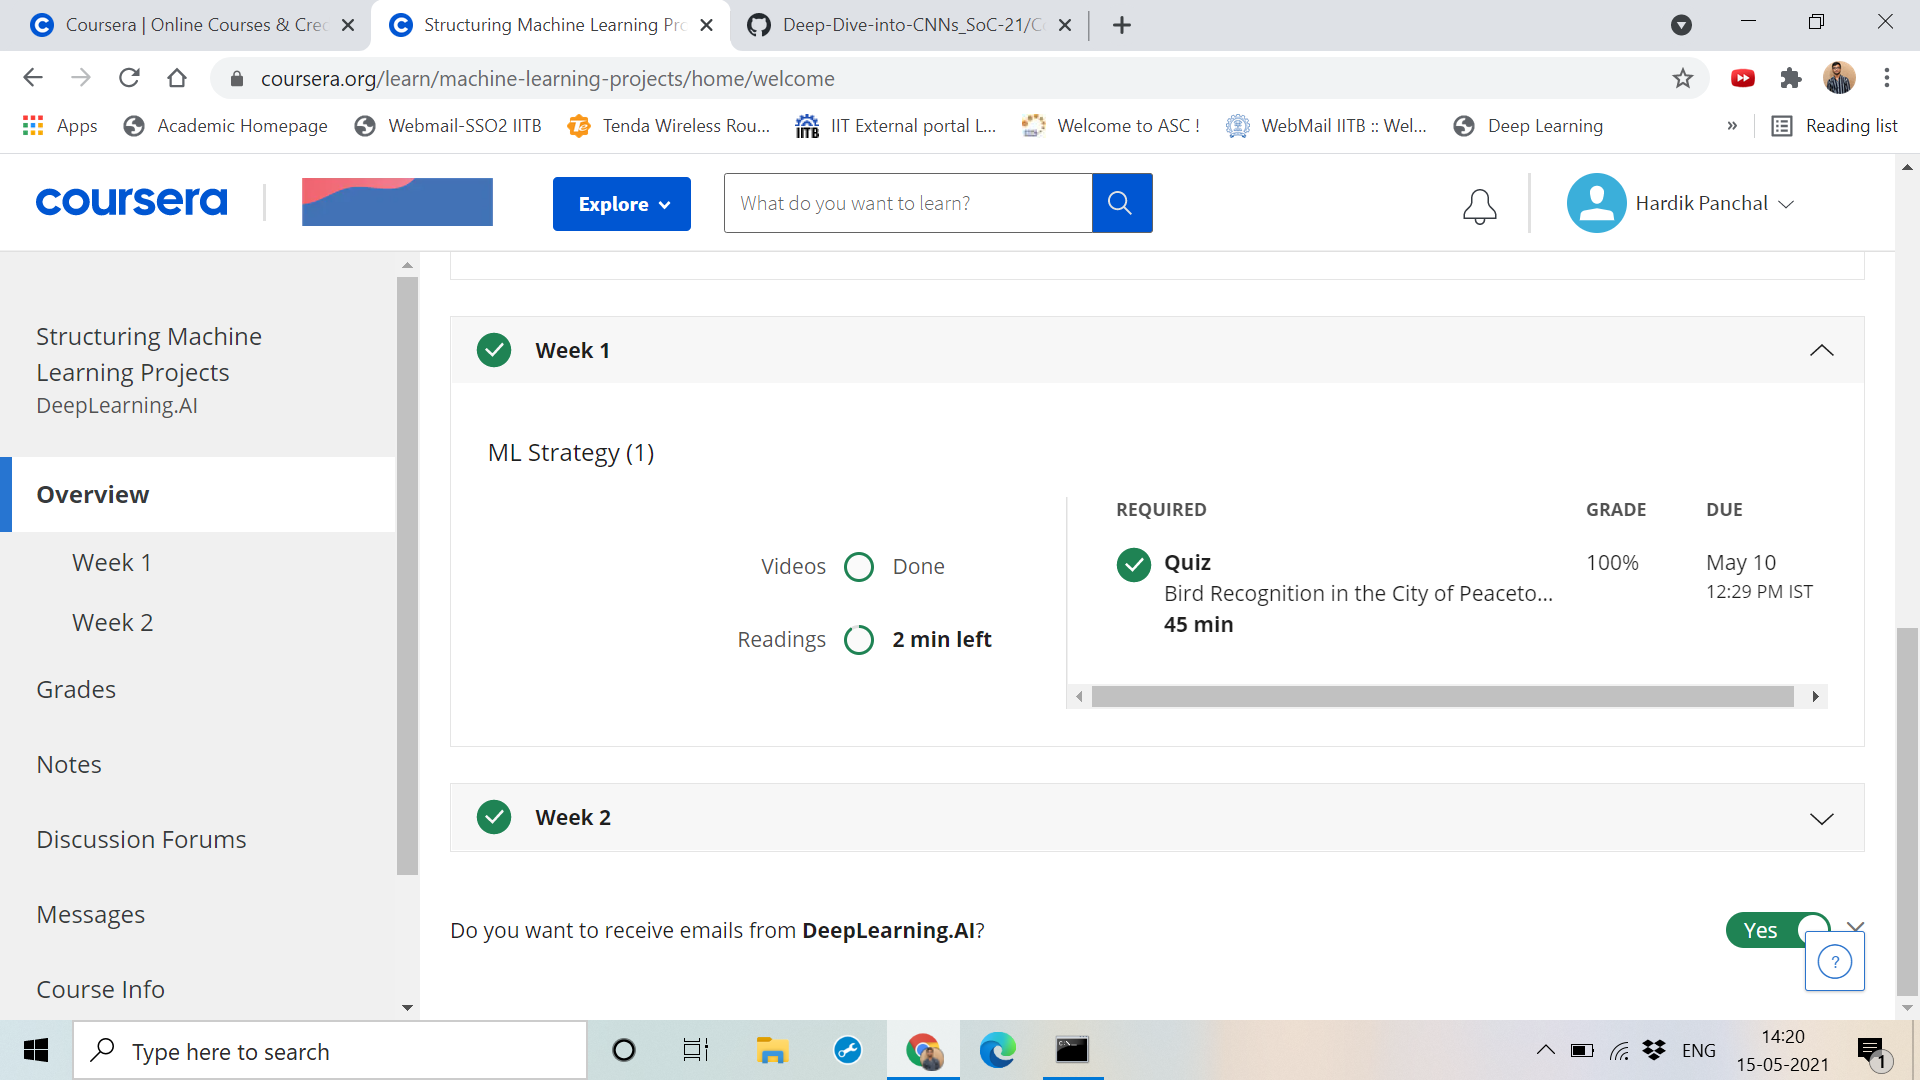 Coursera | Online Courses & Cred
Structuring Machine Learning Pro
Deep-Dive-into-CNNs_SoC-21/Co
coursera.org/learn/machine-learning-projects/home/welcome
Apps
Academic Homepage
Webmail-SSO2 IITB
Tenda Wireless Rou...
IIT External portal L...
Welcome to ASC !
WebMail IITB :: Wel...
Deep Learning
»
Reading list
coursera
Explore
What do you want to learn?
Hardik Panchal
Structuring Machine
Learning Projects
DeepLearning.AI
Overview
Week 1
Week 2
Grades
Notes
Discussion Forums
Messages
Course Info
Week 1
ML Strategy (1)
Videos Done
Readings 2 min left
REQUIRED GRADE DUE
Quiz 100% May 10
Bird Recognition in the City of Peaceto... 12:29 PM IST
45 min
Week 2
Do you want to receive emails from DeepLearning.AI?
Yes
?
Type here to search
ENG
14:20
15-05-2021
1